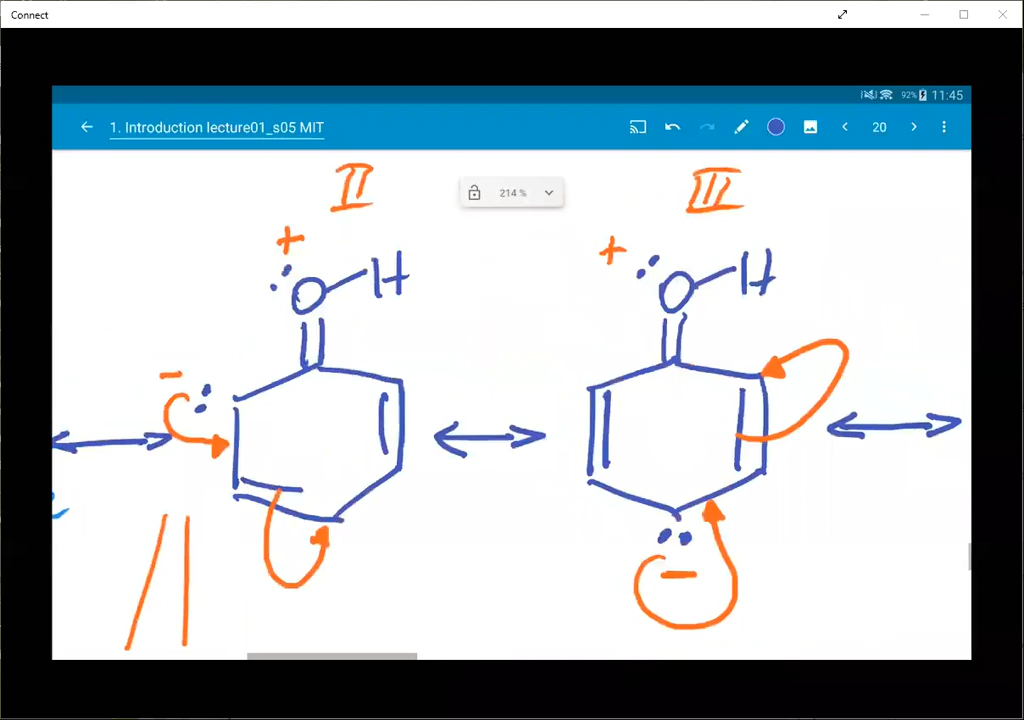 Connect
92% 11:45
1. Introduction lecture01_s05 MIT
20
214 %
II
III
+
+
O H
O H
−
−